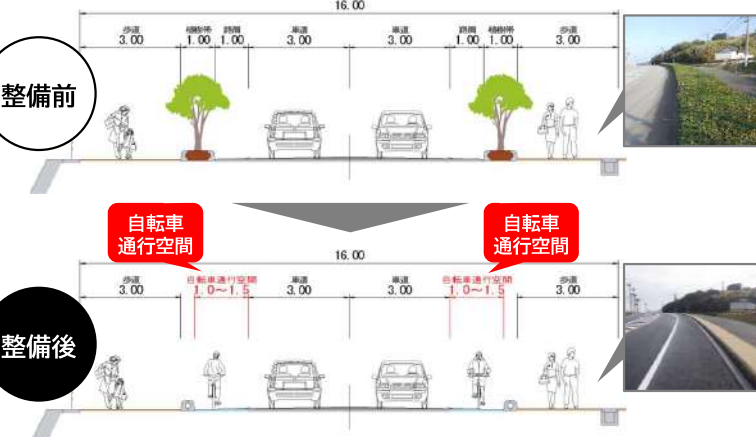 16.00
歩道 植樹帯 路肩 車道 車道 路肩 植樹帯 歩道
3.00 1.00 1.00 3.00 3.00 1.00 1.00 3.00
整備前
自転車
通行空間
自転車
通行空間
16.00
歩道 自転車通行空間 車道 車道 自転車通行空間 歩道
3.00 1.0〜1.5 3.00 3.00 1.0〜1.5 3.00
整備後